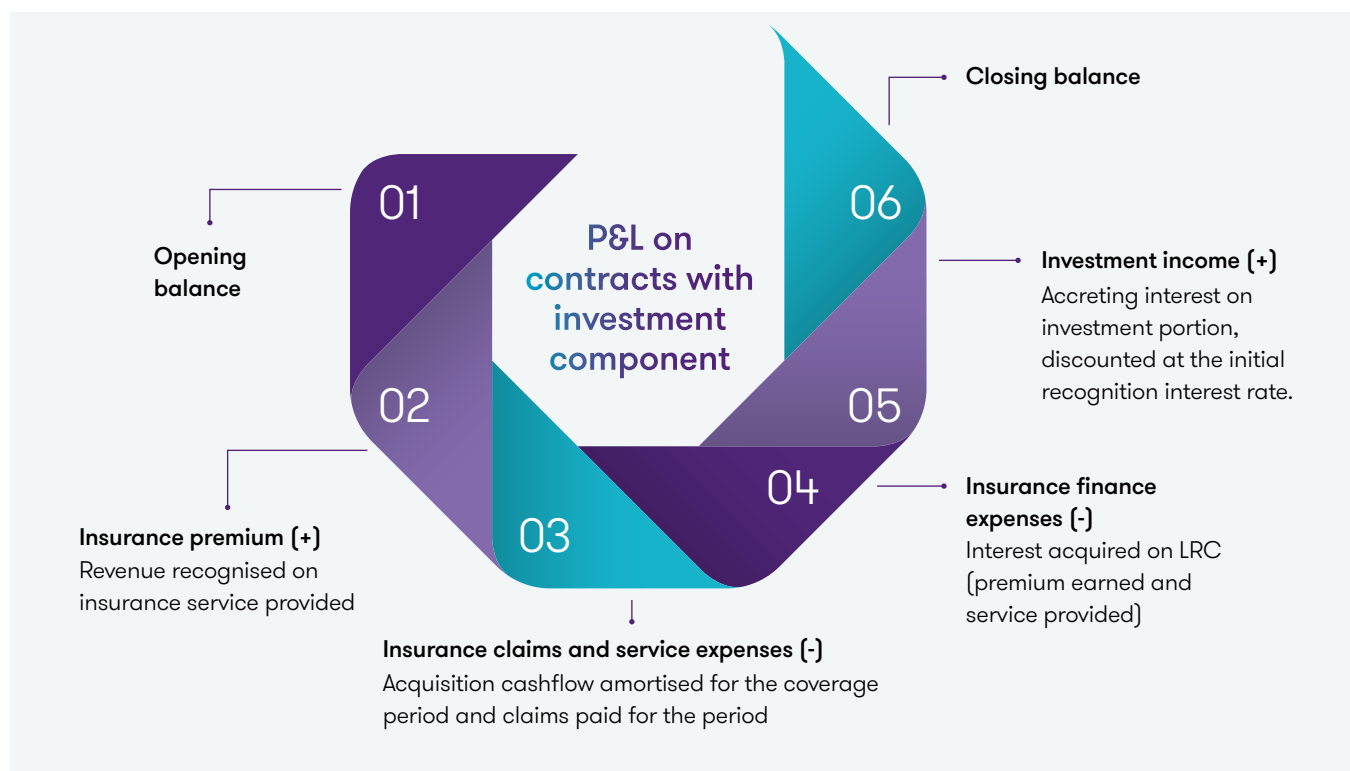 P&L on
contracts with
investment
component
01
Opening
balance
02
Insurance premium (+)
Revenue recognised on
insurance service provided
03
Insurance claims and service expenses (-)
Acquisition cashflow amortised for the coverage
period and claims paid for the period
04
Insurance finance
expenses (-)
Interest acquired on LRC
(premium earned and
service provided)
05
Investment income (+)
Accreting interest on
investment portion,
discounted at the initial
recognition interest rate.
06
Closing balance